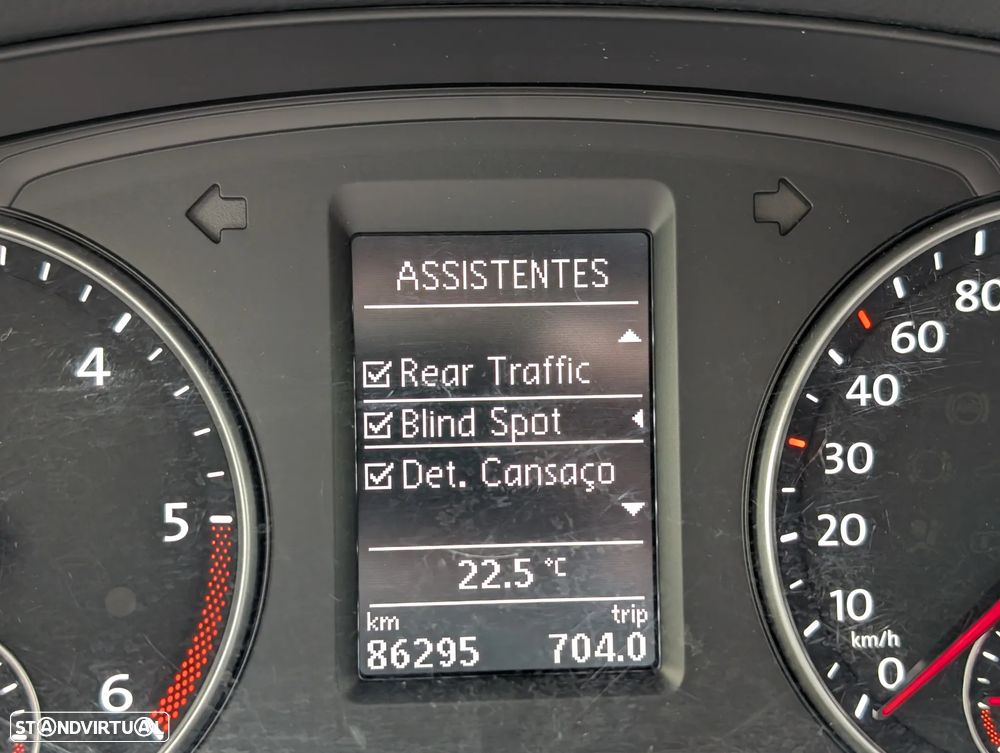 ASSISTENTES
Rear Traffic
Blind Spot
Det. Cansaço
22.5 °C
km trip
86295 704.0
4
5
6
80
60
40
30
20
10
km/h
0
STANDVIRTUAL